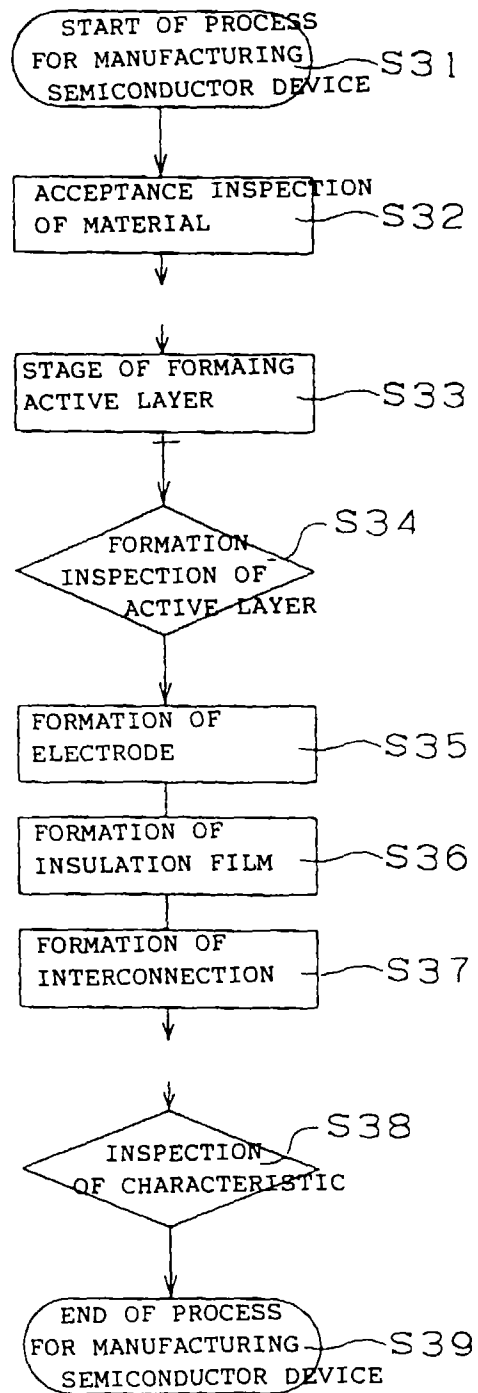 START OF PROCESS
FOR MANUFACTURING
SEMICONDUCTOR DEVICE
S31
ACCEPTANCE INSPECTION
OF MATERIAL
S32
STAGE OF FORMAING
ACTIVE LAYER
S33
S34
FORMATION
INSPECTION OF
ACTIVE LAYER
FORMATION OF
ELECTRODE
S35
FORMATION OF
INSULATION FILM
S36
FORMATION OF
INTERCONNECTION
S37
S38
INSPECTION
OF CHARACTERISTIC
END OF PROCESS
FOR MANUFACTURING
SEMICONDUCTOR DEVICE
S39